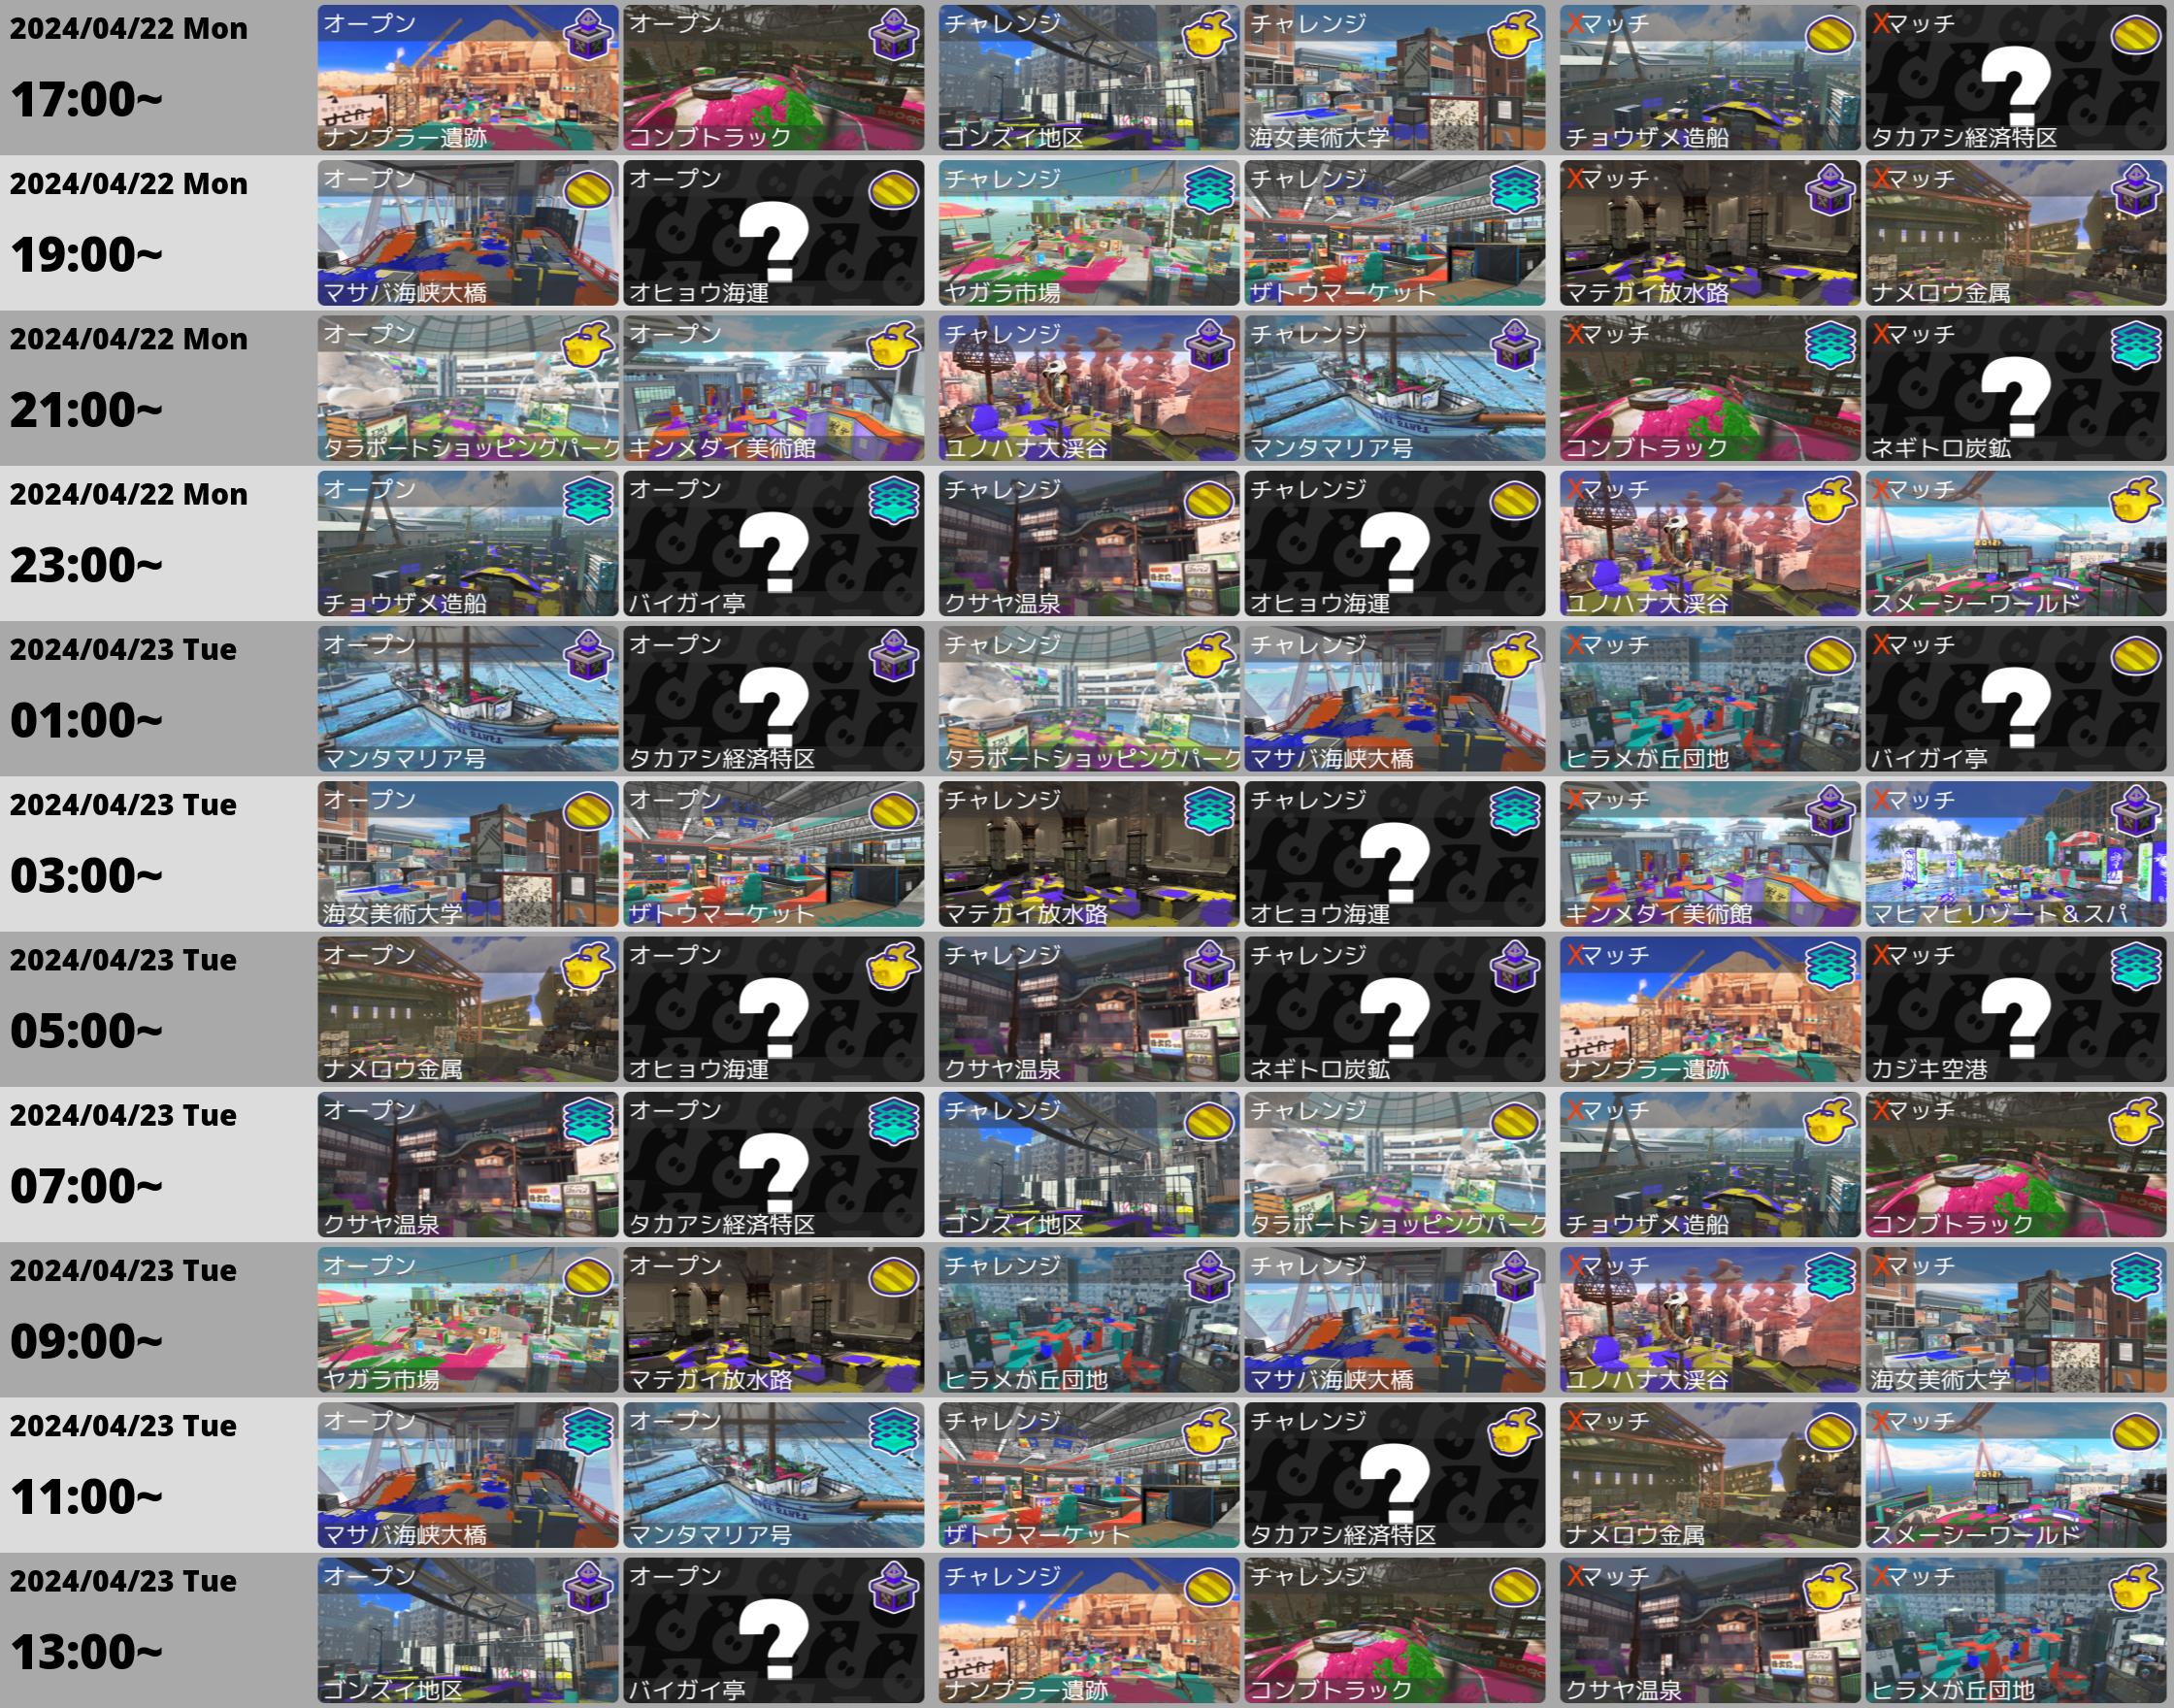 2024/04/22 Mon
17:00~
オープン
ナンプラー遺跡
オープン
コンブトラック
チャレンジ
ゴンズイ地区
チャレンジ
海女美術大学
Xマッチ
チョウザメ造船
Xマッチ
?
タカアシ経済特区
2024/04/22 Mon
19:00~
オープン
マサバ海峡大橋
オープン
?
オヒョウ海運
チャレンジ
ヤガラ市場
チャレンジ
ザトウマーケット
Xマッチ
マテガイ放水路
Xマッチ
ナメロウ金属
2024/04/22 Mon
21:00~
オープン
タラポートショッピングパーク
オープン
キンメダイ美術館
チャレンジ
ユノハナ大渓谷
チャレンジ
マンタマリア号
Xマッチ
コンブトラック
Xマッチ
?
ネギトロ炭鉱
2024/04/22 Mon
23:00~
オープン
チョウザメ造船
オープン
?
バイガイ亭
チャレンジ
クサヤ温泉
チャレンジ
?
オヒョウ海運
Xマッチ
ユノハナ大渓谷
Xマッチ
スメーシーワールド
2024/04/23 Tue
01:00~
オープン
マンタマリア号
オープン
?
タカアシ経済特区
チャレンジ
タラポートショッピングパーク
チャレンジ
マサバ海峡大橋
Xマッチ
ヒラメが丘団地
Xマッチ
?
バイガイ亭
2024/04/23 Tue
03:00~
オープン
海女美術大学
オープン
ザトウマーケット
チャレンジ
マテガイ放水路
チャレンジ
?
オヒョウ海運
Xマッチ
キンメダイ美術館
Xマッチ
マヒマヒリゾート＆スパ
2024/04/23 Tue
05:00~
オープン
ナメロウ金属
オープン
?
オヒョウ海運
チャレンジ
クサヤ温泉
チャレンジ
?
ネギトロ炭鉱
Xマッチ
ナンプラー遺跡
Xマッチ
?
カジキ空港
2024/04/23 Tue
07:00~
オープン
クサヤ温泉
オープン
?
タカアシ経済特区
チャレンジ
ゴンズイ地区
チャレンジ
タラポートショッピングパーク
Xマッチ
チョウザメ造船
Xマッチ
コンブトラック
2024/04/23 Tue
09:00~
オープン
ヤガラ市場
オープン
マテガイ放水路
チャレンジ
ヒラメが丘団地
チャレンジ
マサバ海峡大橋
Xマッチ
ユノハナ大渓谷
Xマッチ
海女美術大学
2024/04/23 Tue
11:00~
オープン
マサバ海峡大橋
オープン
マンタマリア号
チャレンジ
ザトウマーケット
チャレンジ
?
タカアシ経済特区
Xマッチ
ナメロウ金属
Xマッチ
スメーシーワールド
2024/04/23 Tue
13:00~
オープン
ゴンズイ地区
オープン
?
バイガイ亭
チャレンジ
ナンプラー遺跡
チャレンジ
コンブトラック
Xマッチ
クサヤ温泉
Xマッチ
ヒラメが丘団地